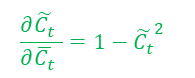 ∂C̃ₜ/∂C̅ₜ = 1 − C̃ₜ²